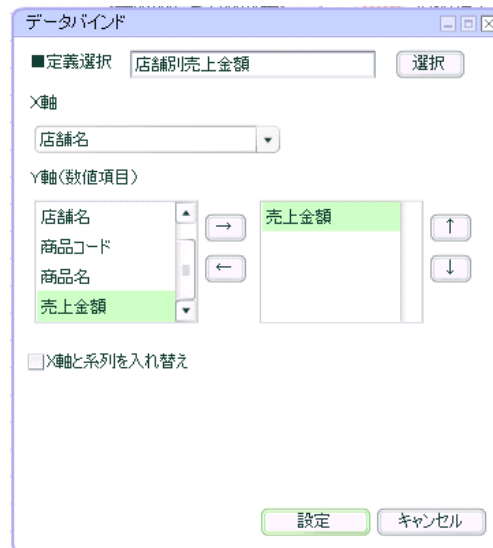 データバインド
■定義選択 店舗別売上金額 選択
X軸
店舗名
Y軸(数値項目)
店舗名
商品コード
商品名
売上金額
→
←
売上金額
↑
↓
X軸と系列を入れ替え
設定 キャンセル